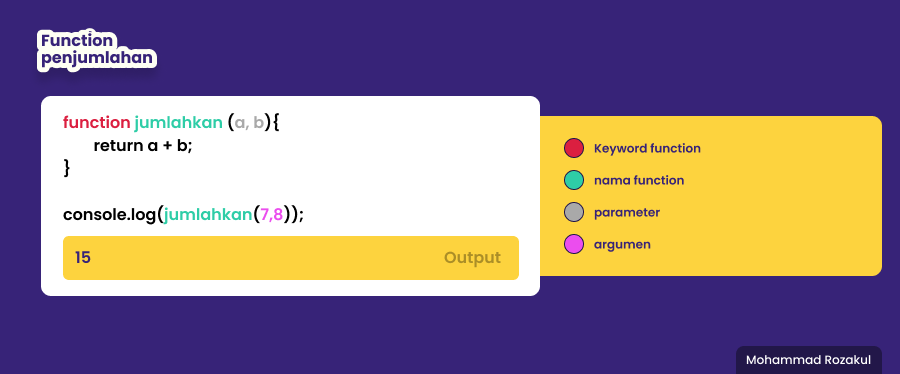 Function
penjumlahan
function jumlahkan (a, b){
return a + b;
}
console.log(jumlahkan(7,8));
15 Output
Keyword function
nama function
parameter
argumen
Mohammad Rozakul